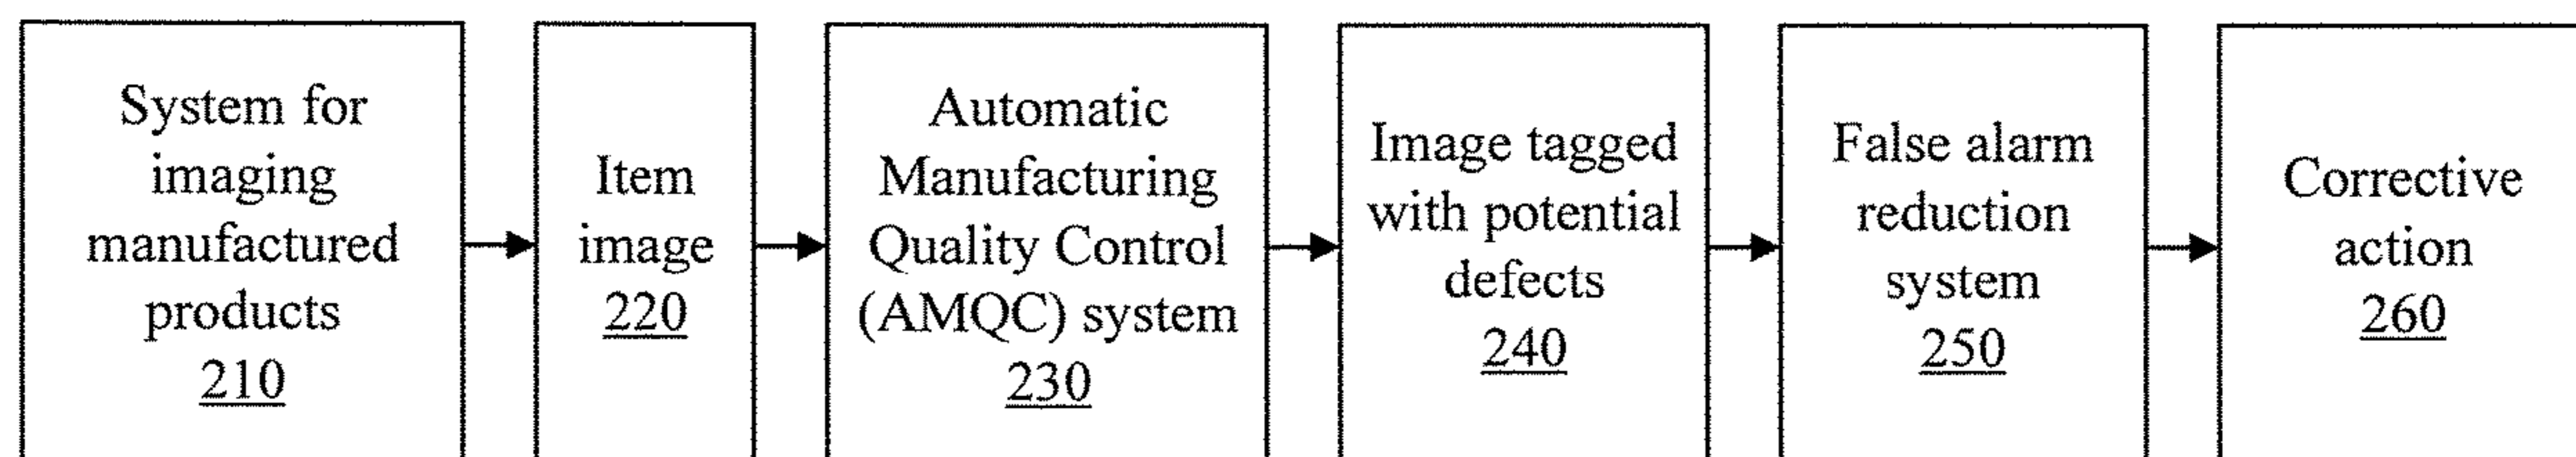 System for
imaging
manufactured
products
210
Item
image
220
Automatic
Manufacturing
Quality Control
(AMQC) system
230
Image tagged
with potential
defects
240
False alarm
reduction
system
250
Corrective
action
260